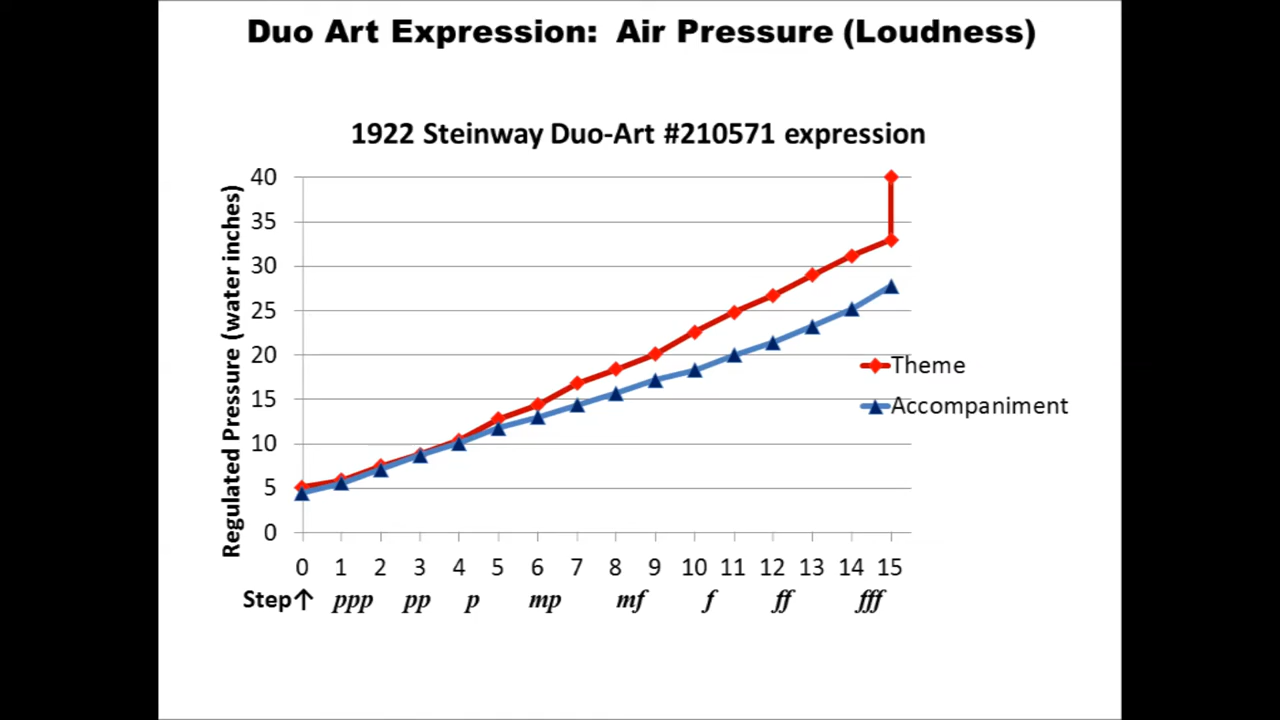 Duo Art Expression: Air Pressure (Loudness)
1922 Steinway Duo-Art #210571 expression
Regulated Pressure (water inches)
40
35
30
25
20
15
10
5
0
0 1 2 3 4 5 6 7 8 9 10 11 12 13 14 15
Step↑ ppp pp p mp mf f ff fff
Theme
Accompaniment